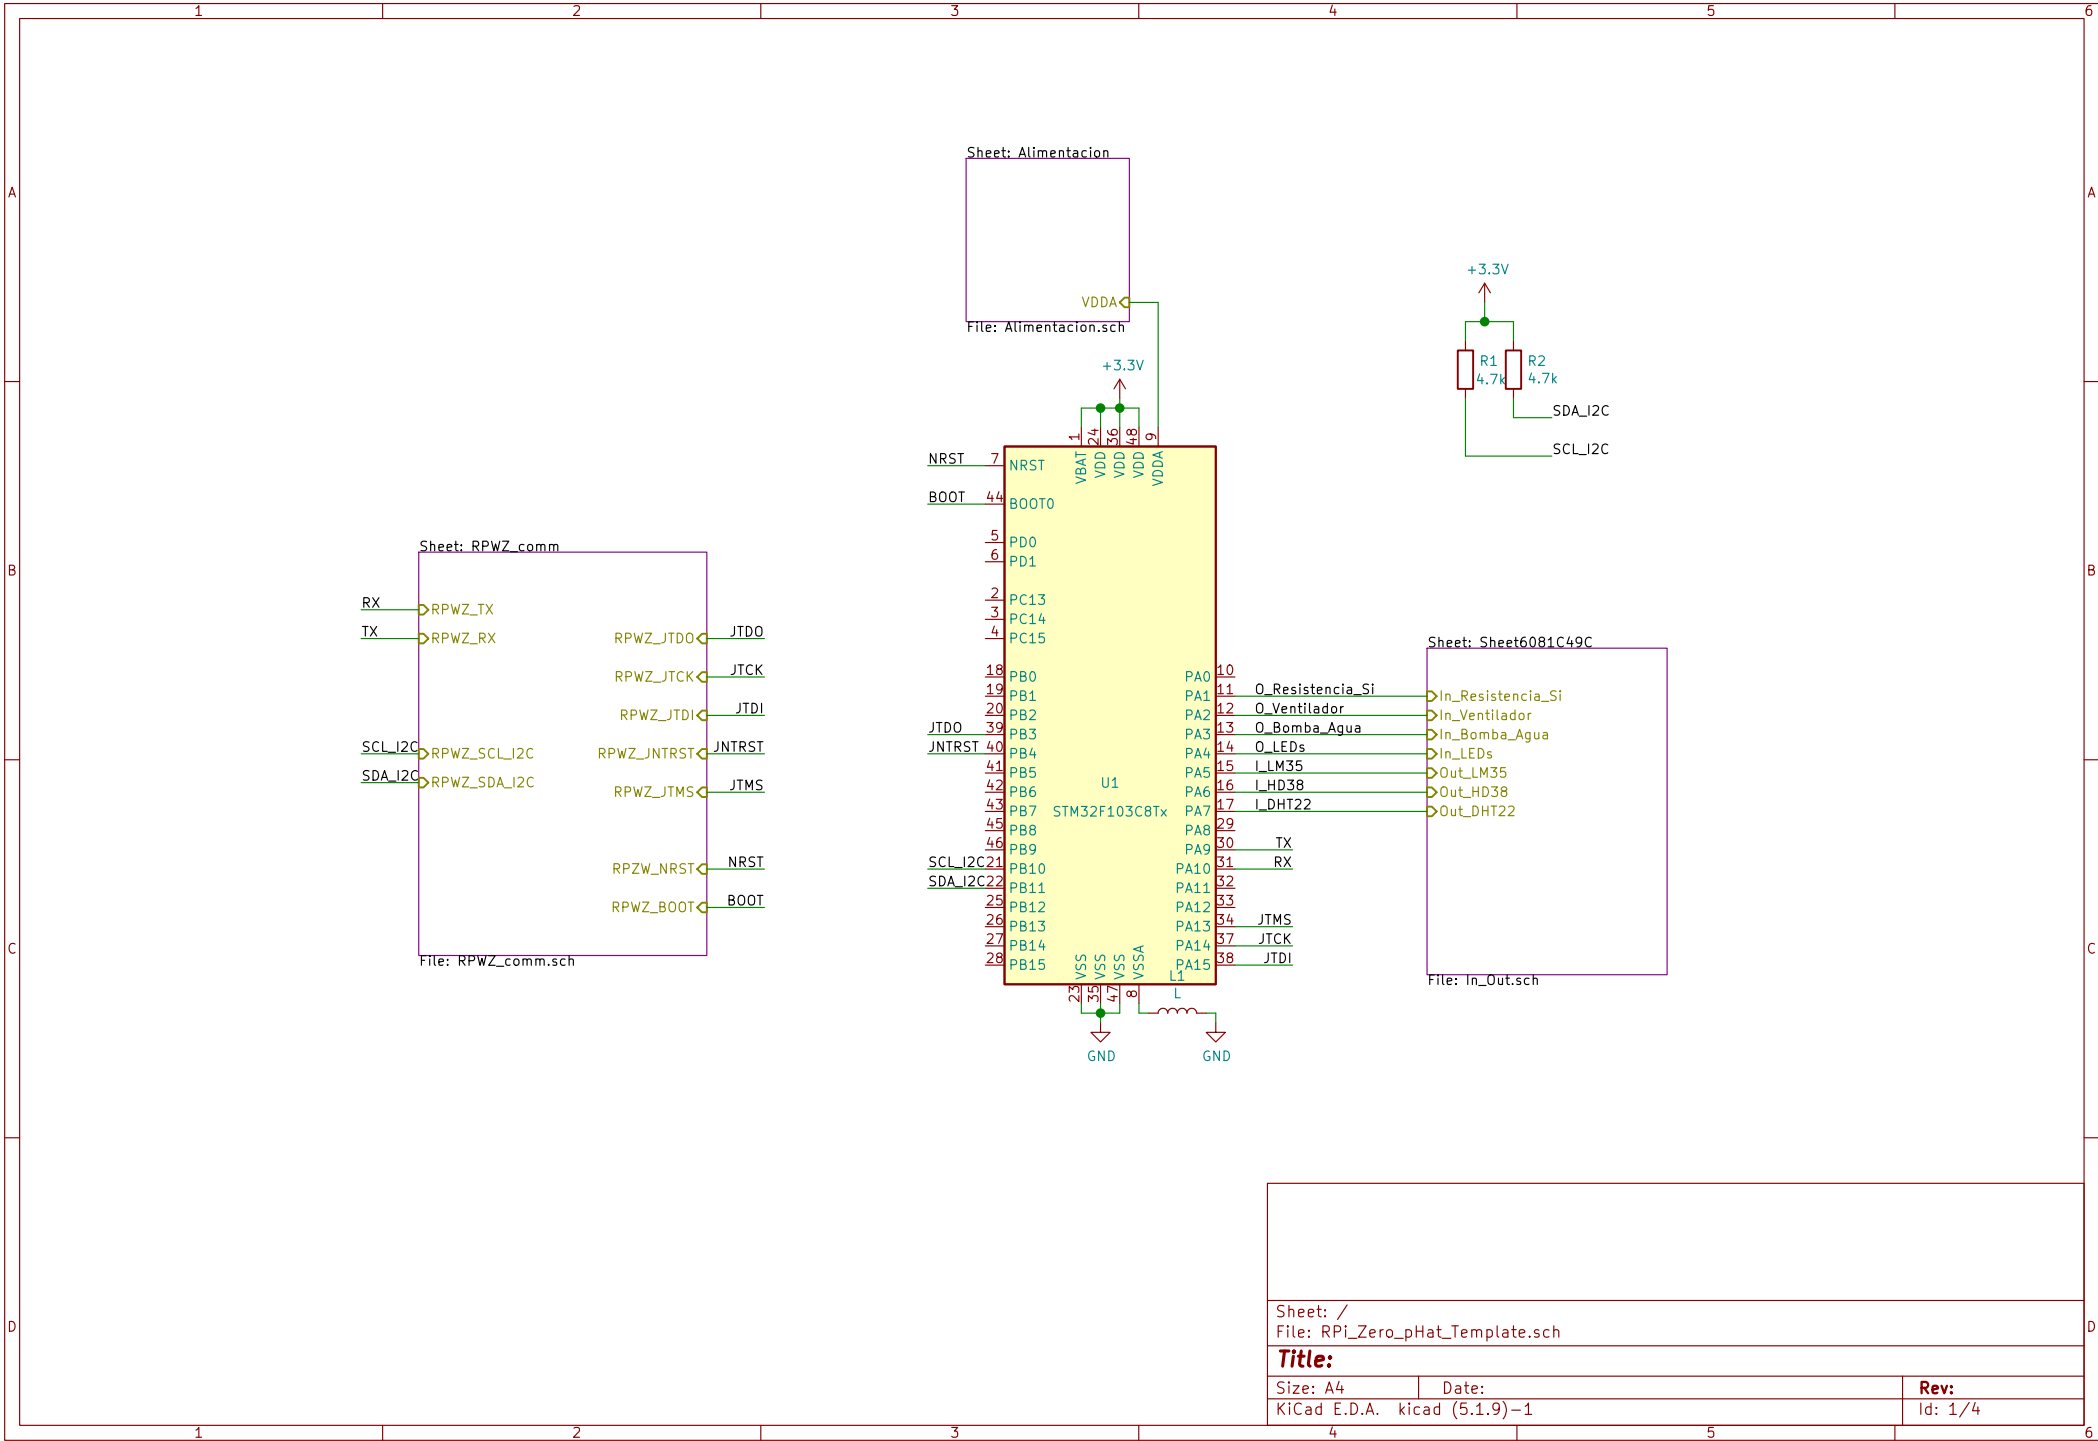 1 2 3 4 5 6
A
B
C
D
A
B
C
D
Sheet: Alimentacion
VDDA
File: Alimentacion.sch
+3.3V
R1
4.7k
R2
4.7k
SDA_I2C
SCL_I2C
Sheet: RPWZ_comm
RX
RPWZ_TX
TX
RPWZ_RX
SCL_I2C
RPWZ_SCL_I2C
SDA_I2C
RPWZ_SDA_I2C
RPWZ_JTDO
JTDO
RPWZ_JTCK
JTCK
RPWZ_JTDI
JTDI
RPWZ_JNTRST
JNTRST
RPWZ_JTMS
JTMS
RPZW_NRST
NRST
RPWZ_BOOT
BOOT
File: RPWZ_comm.sch
+3.3V
1 24 36 48 9
VBAT VDD VDD VDD VDDA
NRST 7 NRST
BOOT 44 BOOT0
5 PD0
6 PD1
2 PC13
3 PC14
4 PC15
18 PB0
19 PB1
20 PB2
JTDO 39 PB3
JNTRST 40 PB4
41 PB5
42 PB6
43 PB7
45 PB8
46 PB9
SCL_I2C 21 PB10
SDA_I2C 22 PB11
25 PB12
26 PB13
27 PB14
28 PB15
U1
STM32F103C8Tx
PA0 10
PA1 11 O_Resistencia_Si
PA2 12 O_Ventilador
PA3 13 O_Bomba_Agua
PA4 14 O_LEDs
PA5 15 I_LM35
PA6 16 I_HD38
PA7 17 I_DHT22
PA8 29
PA9 30 TX
PA10 31 RX
PA11 32
PA12 33
PA13 34 JTMS
PA14 37 JTCK
PA15 38 JTDI
VSS VSS VSS VSSA
23 35 47 8
L1
L
GND
GND
Sheet: Sheet6081C49C
In_Resistencia_Si
In_Ventilador
In_Bomba_Agua
In_LEDs
Out_LM35
Out_HD38
Out_DHT22
File: In_Out.sch
Sheet: /
File: RPi_Zero_pHat_Template.sch
Title:
Size: A4 Date: Rev:
KiCad E.D.A. kicad (5.1.9)-1 Id: 1/4
1 2 3 4 5 6